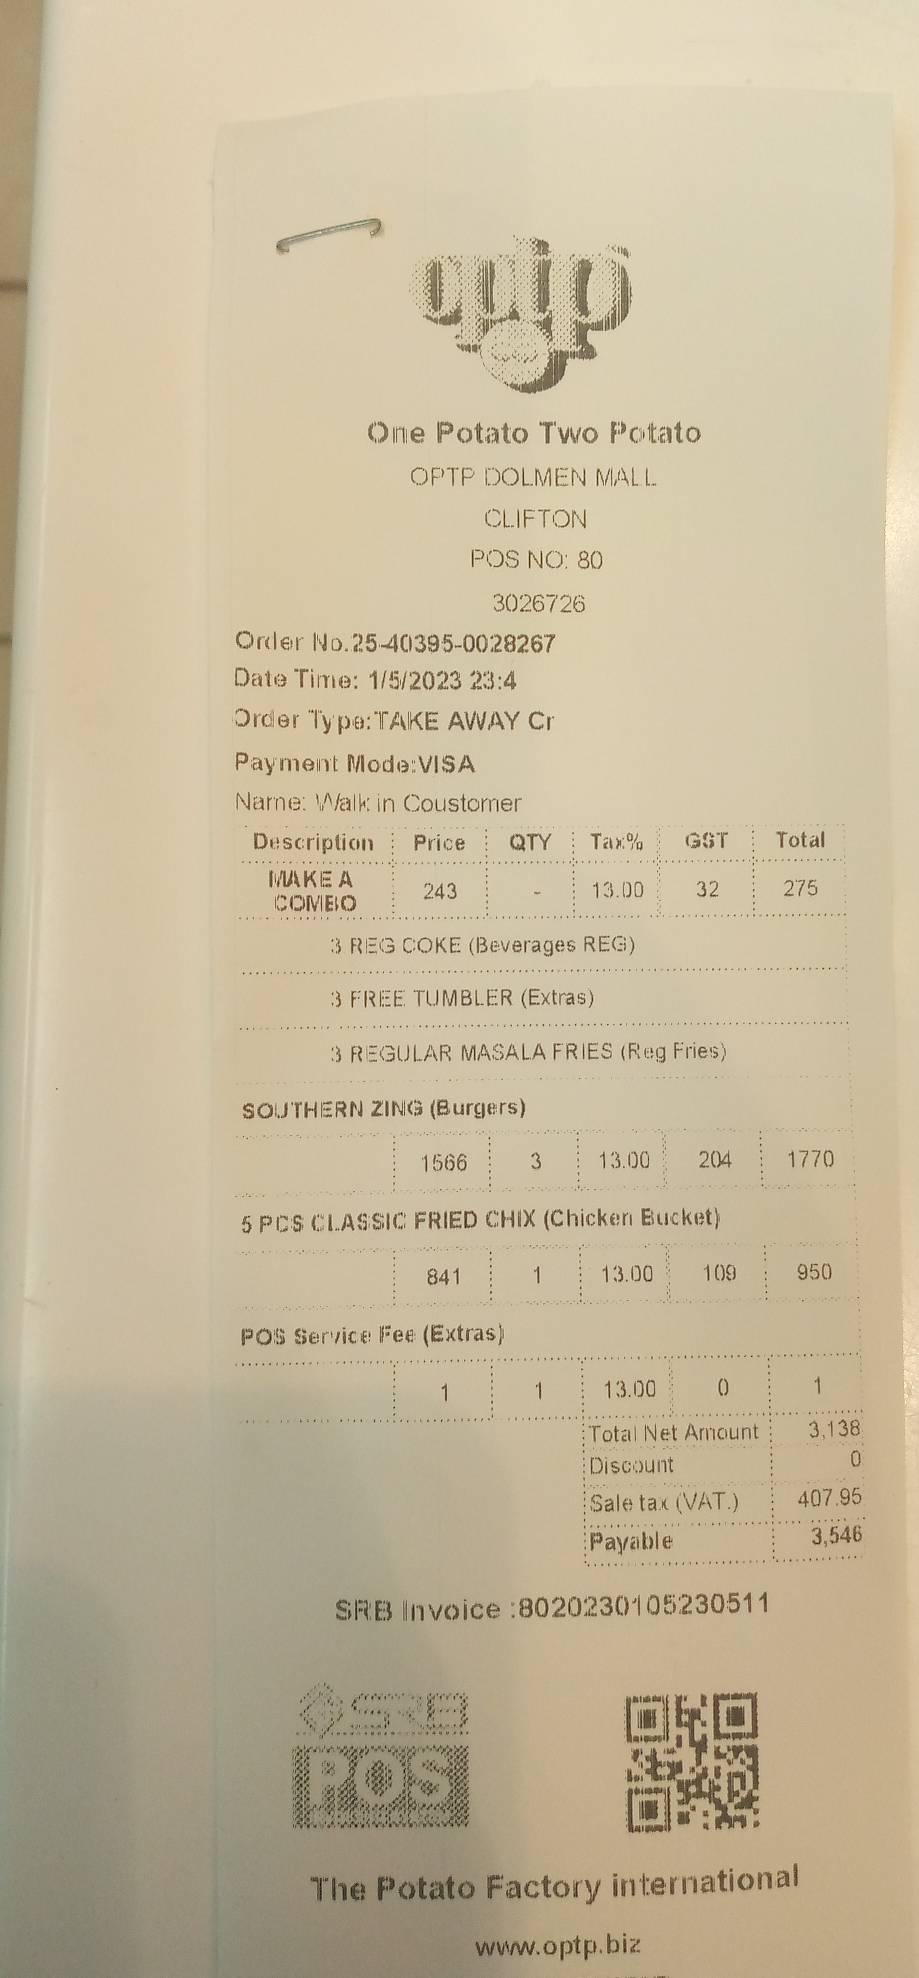 optp
One Potato Two Potato
OPTP DOLMEN MALL
CLIFTON
POS NO: 80
3026726
Order No.25-40395-0028267
Date Time: 1/5/2023 23:4
Order Type:TAKE AWAY Cr
Payment Mode:VISA
Name: Walk in Coustomer
Description Price QTY Tax% GST Total
MAKE A
COMBO 243 - 13.00 32 275
3 REG COKE (Beverages REG)
3 FREE TUMBLER (Extras)
3 REGULAR MASALA FRIES (Reg Fries)
SOUTHERN ZING (Burgers)
1566 3 13.00 204 1770
5 PCS CLASSIC FRIED CHIX (Chicken Bucket)
841 1 13.00 109 950
POS Service Fee (Extras)
1 1 13.00 0 1
Total Net Amount 3,138
Discount 0
Sale tax (VAT.) 407.95
Payable 3,546
SRB Invoice :8020230105230511
SRB
POS
The Potato Factory international
www.optp.biz